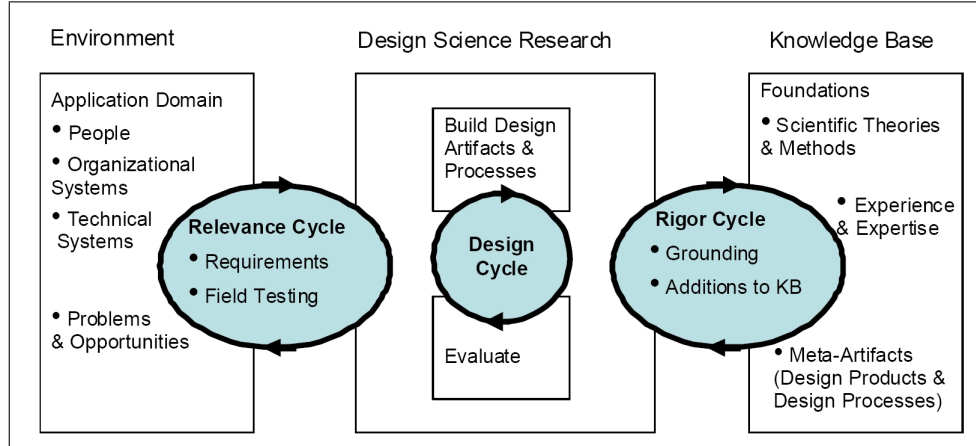 Environment
Design Science Research
Knowledge Base
Application Domain
• People
• Organizational
Systems
• Technical
Systems
• Problems
& Opportunities
Relevance Cycle
• Requirements
• Field Testing
Build Design
Artifacts &
Processes
Design
Cycle
Evaluate
Rigor Cycle
• Grounding
• Additions to KB
Foundations
• Scientific Theories
& Methods
• Experience
& Expertise
• Meta-Artifacts
(Design Products &
Design Processes)